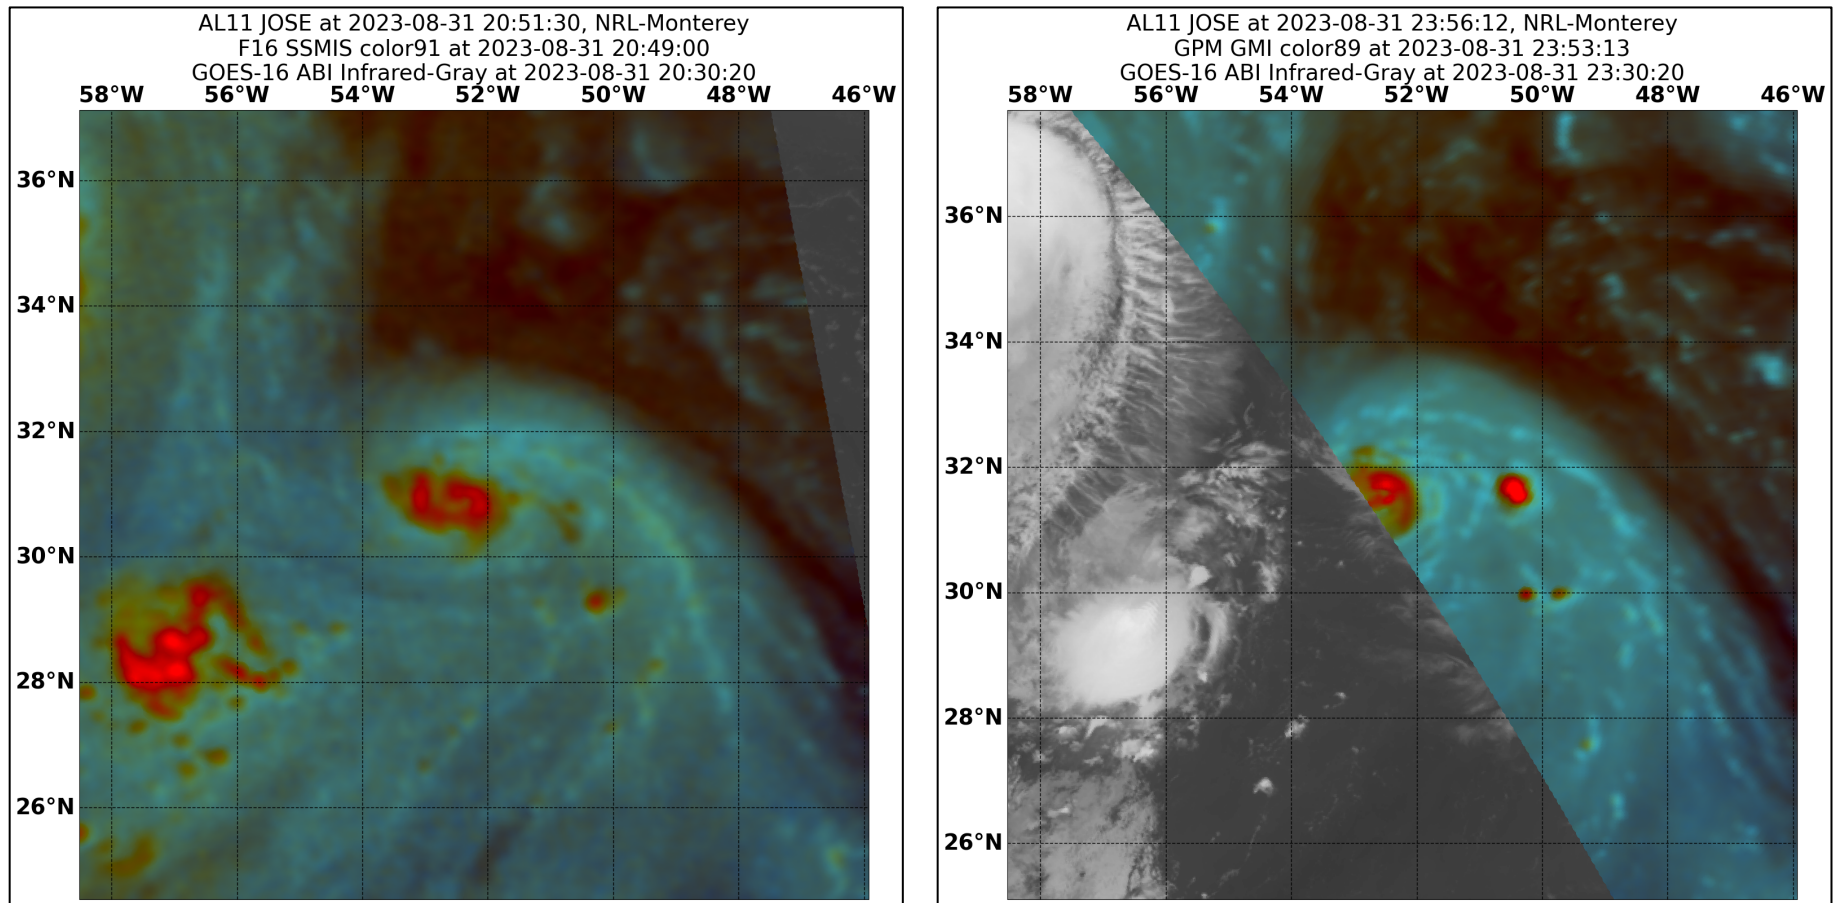 AL11 JOSE at 2023-08-31 20:51:30, NRL-Monterey
F16 SSMIS color91 at 2023-08-31 20:49:00
GOES-16 ABI Infrared-Gray at 2023-08-31 20:30:20
58°W 56°W 54°W 52°W 50°W 48°W 46°W
36°N
34°N
32°N
30°N
28°N
26°N
AL11 JOSE at 2023-08-31 23:56:12, NRL-Monterey
GPM GMI color89 at 2023-08-31 23:53:13
GOES-16 ABI Infrared-Gray at 2023-08-31 23:30:20
58°W 56°W 54°W 52°W 50°W 48°W 46°W
36°N
34°N
32°N
30°N
28°N
26°N